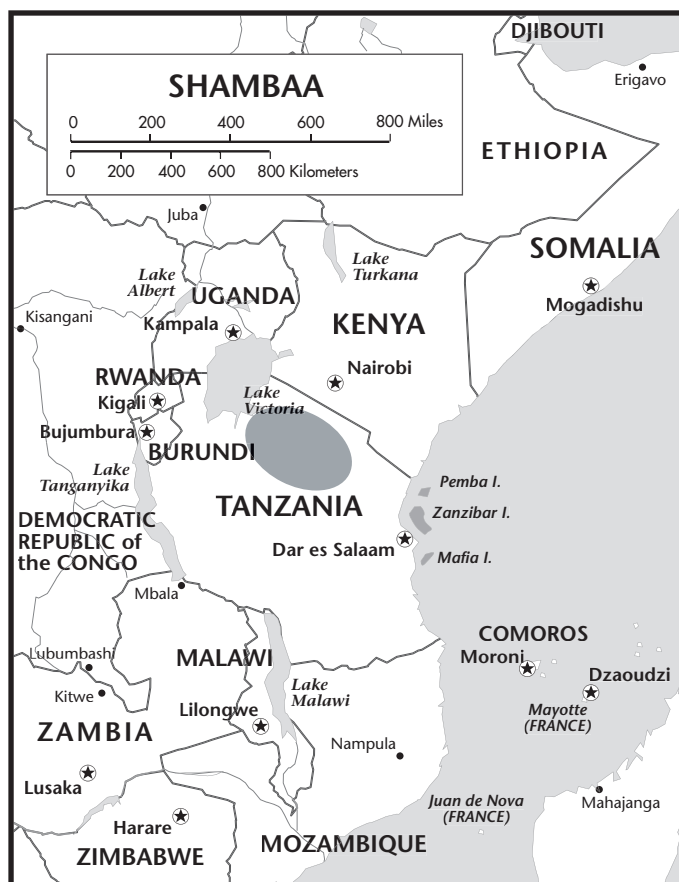 DJIBOUTI
Erigavo
SHAMBAA
0 200 400 600 800 Miles
0 200 400 600 800 Kilometers
ETHIOPIA
Juba
SOMALIA
Lake
Turkana
Lake
Albert
UGANDA
Mogadishu
Kisangani
Kampala
KENYA
Nairobi
RWANDA
Kigali
Lake
Victoria
Bujumbura
BURUNDI
Lake
Tanganyika
Pemba I.
TANZANIA
Zanzibar I.
DEMOCRATIC
REPUBLIC of
the CONGO
Dar es Salaam
Mafia I.
Mbala
COMOROS
Moroni
Lubumbashi
MALAWI
Dzaoudzi
Kitwe
Lake
Malawi
Lilongwe
Mayotte
(FRANCE)
ZAMBIA
Nampula
Lusaka
Juan de Nova
(FRANCE)
Mahajanga
Harare
MOZAMBIQUE
ZIMBABWE